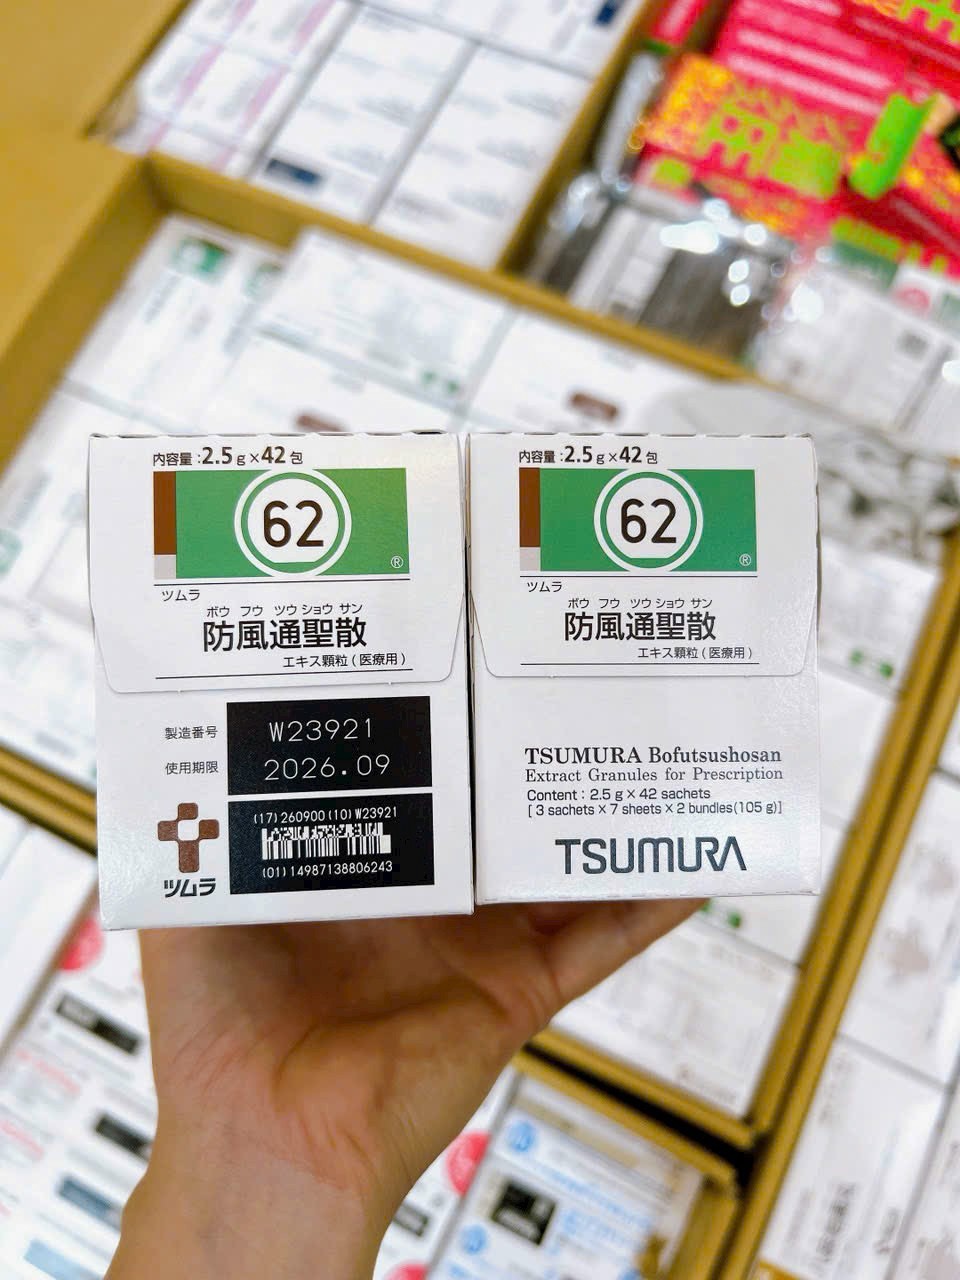 内容量:2.5g×42包
62
®
ツムラ
ボウ フウ ツウ ショウ サン
防風通聖散
エキス顆粒(医療用)
製造番号 W23921
使用期限 2026.09
(17)260900(10)W23921
(01)14987138806243
ツムラ
内容量:2.5g×42包
62
®
ツムラ
ボウ フウ ツウ ショウ サン
防風通聖散
エキス顆粒(医療用)
TSUMURA Bofutsushosan
Extract Granules for Prescription
Content : 2.5 g × 42 sachets
[ 3 sachets × 7 sheets × 2 bundles(105 g)]
TSUMURA